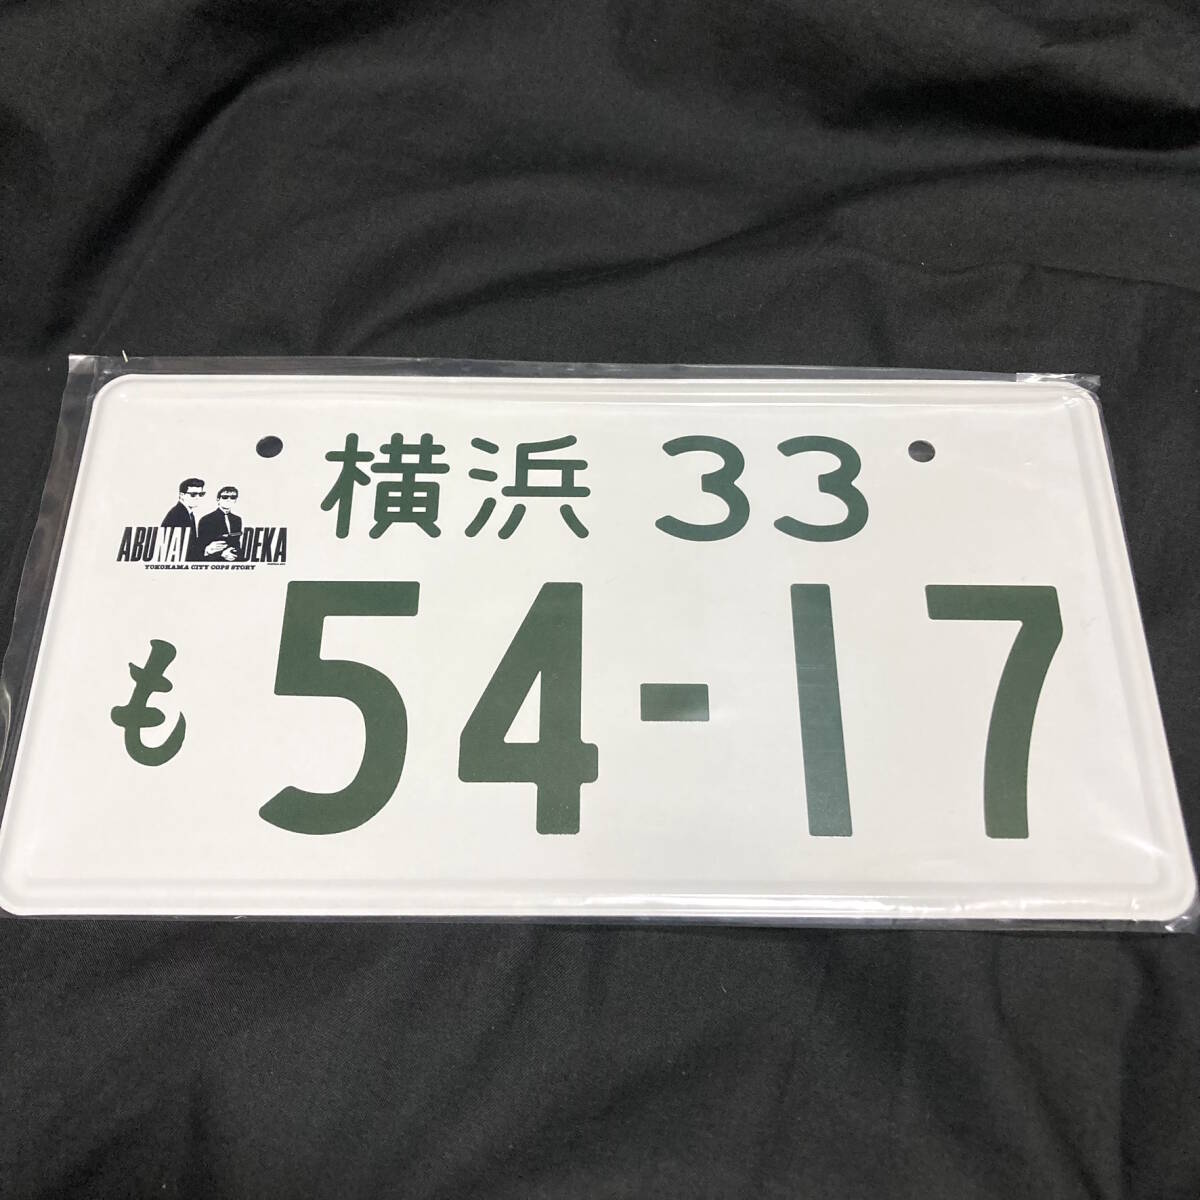 横浜 33
ABUNAI DEKA
YOKOHAMA CITY COPS STORY
も 54-17